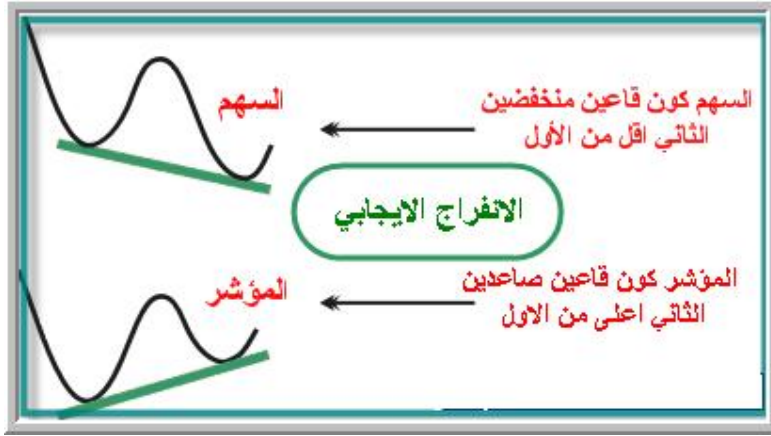 السهم كون قاعين منخفضين
الثاني اقل من الأول
السهم
الانفراج الايجابي
المؤشر كون قاعين صاعدين
الثاني اعلى من الاول
المؤشر